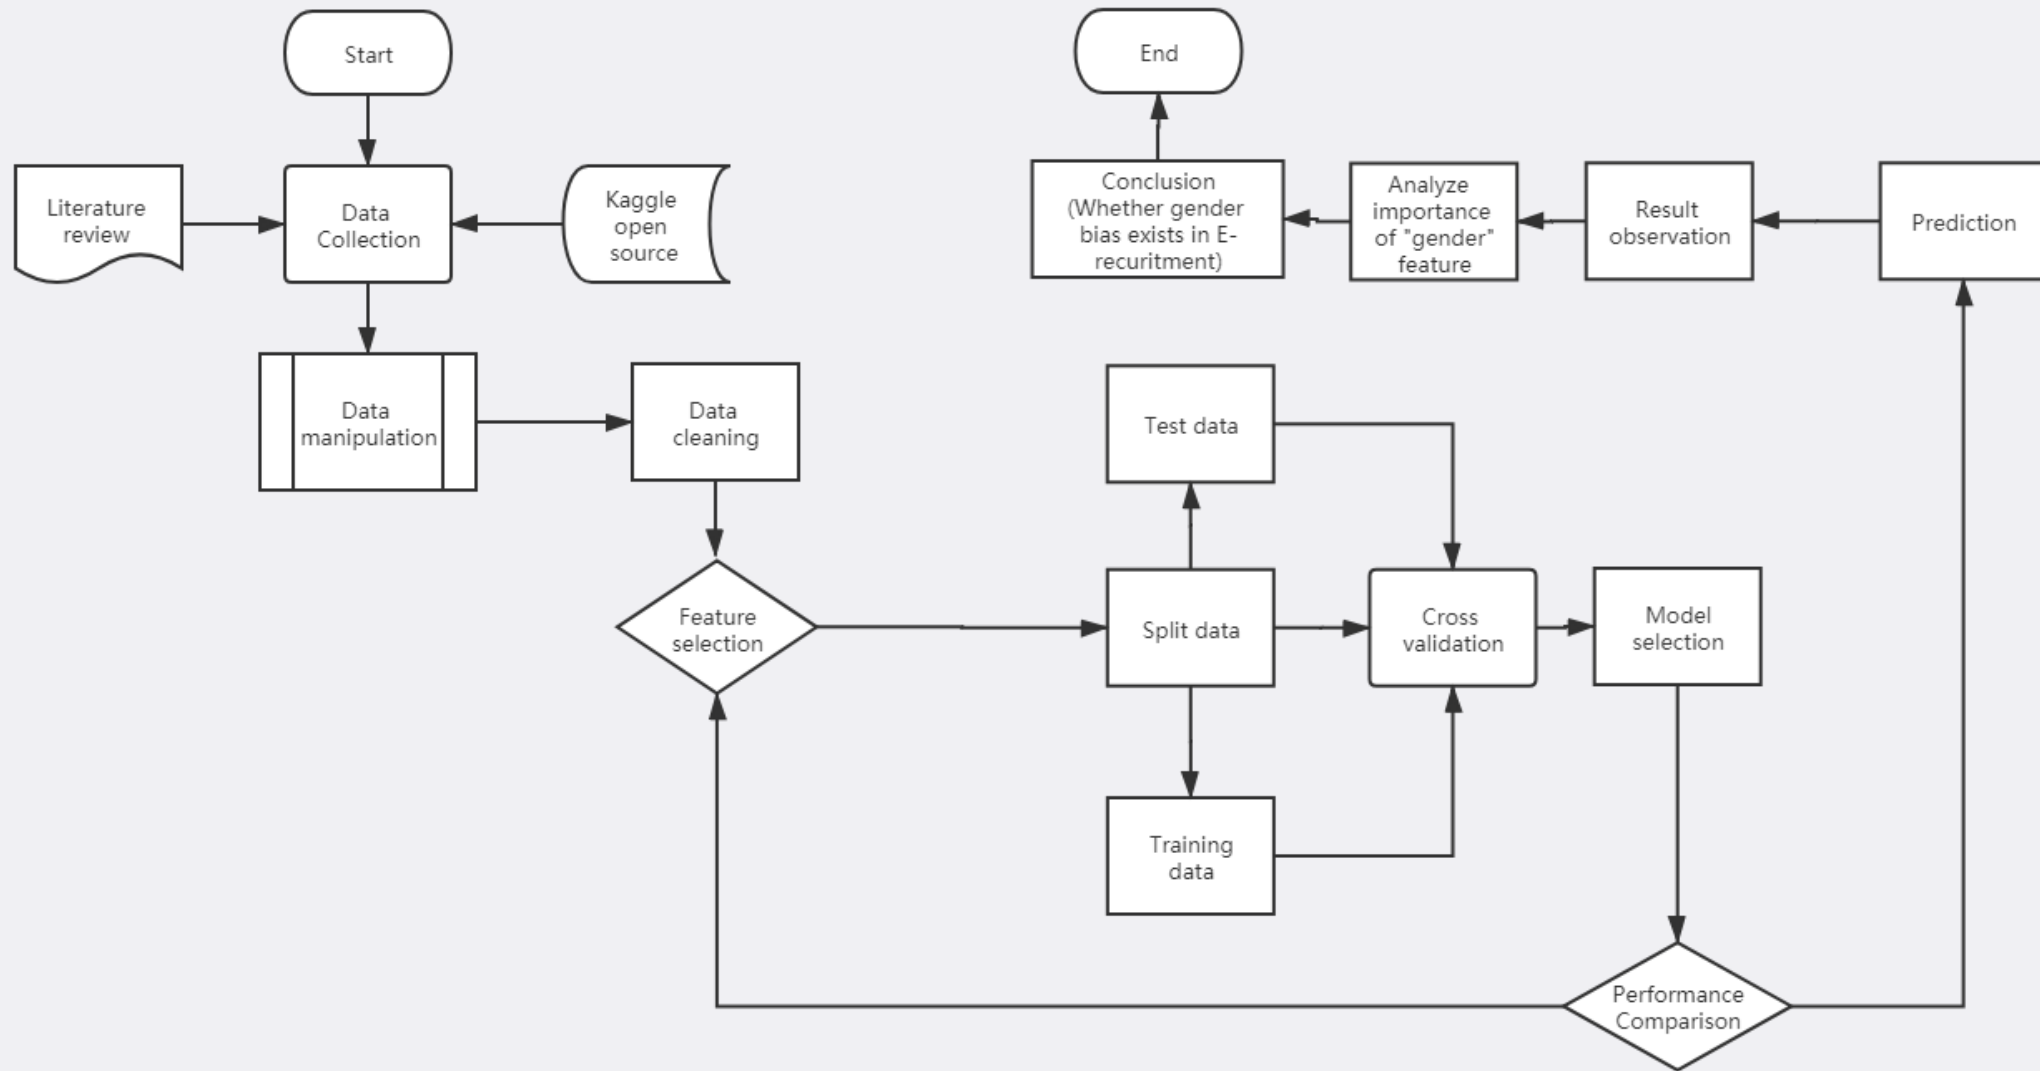 Start
End
Literature
review
Data
Collection
Kaggle
open
source
Conclusion
(Whether gender
bias exists in E-
recuritment)
Analyze
importance
of "gender"
feature
Result
observation
Prediction
Data
manipulation
Data
cleaning
Test data
Feature
selection
Split data
Cross
validation
Model
selection
Training
data
Performance
Comparison